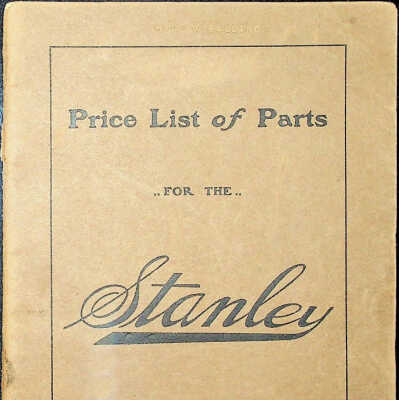 Price List of Parts
..FOR THE..
Stanley